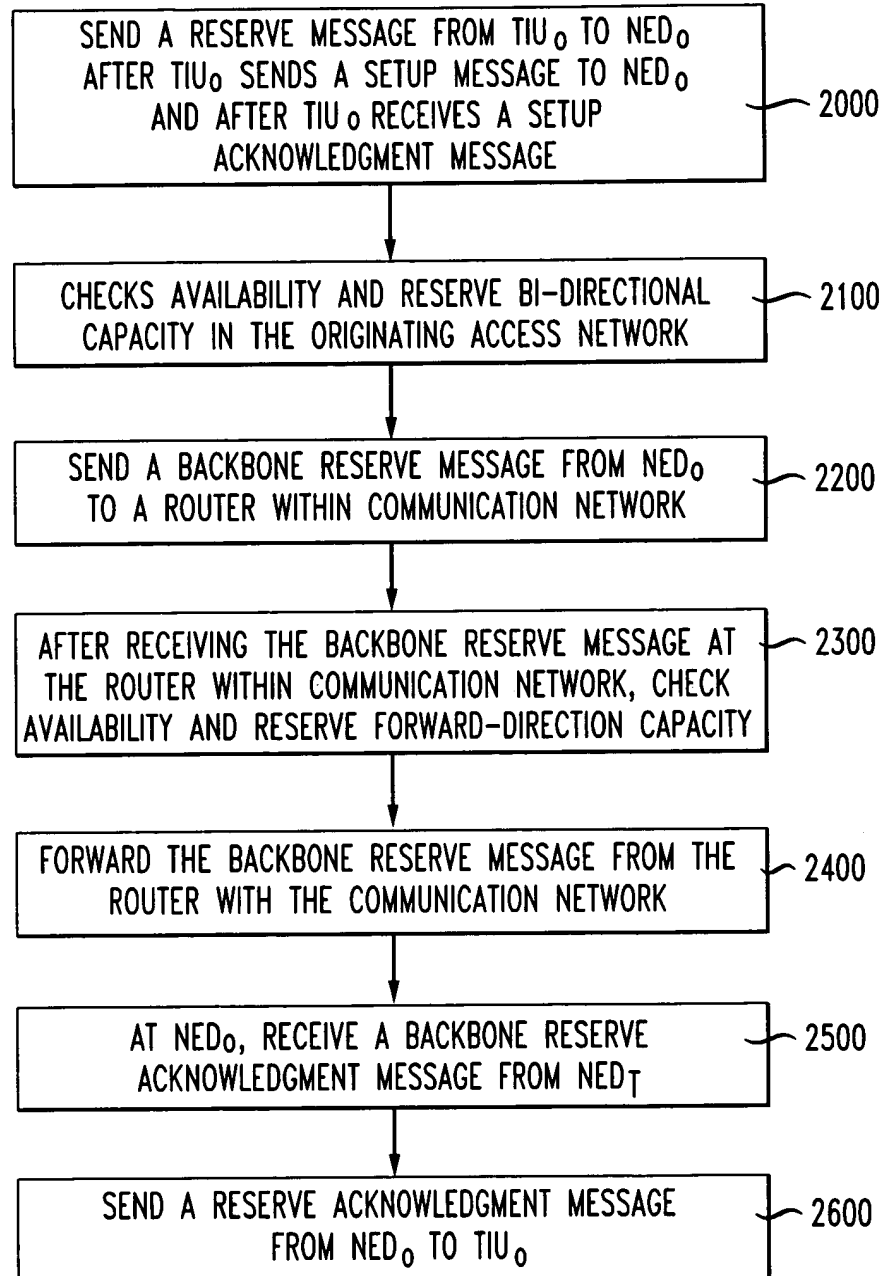 SEND A RESERVE MESSAGE FROM TIU₀ TO NED₀
AFTER TIU₀ SENDS A SETUP MESSAGE TO NED₀
AND AFTER TIU₀ RECEIVES A SETUP
ACKNOWLEDGMENT MESSAGE
2000
CHECKS AVAILABILITY AND RESERVE BI-DIRECTIONAL
CAPACITY IN THE ORIGINATING ACCESS NETWORK
2100
SEND A BACKBONE RESERVE MESSAGE FROM NED₀
TO A ROUTER WITHIN COMMUNICATION NETWORK
2200
AFTER RECEIVING THE BACKBONE RESERVE MESSAGE AT
THE ROUTER WITHIN COMMUNICATION NETWORK, CHECK
AVAILABILITY AND RESERVE FORWARD-DIRECTION CAPACITY
2300
FORWARD THE BACKBONE RESERVE MESSAGE FROM THE
ROUTER WITH THE COMMUNICATION NETWORK
2400
AT NED₀, RECEIVE A BACKBONE RESERVE
ACKNOWLEDGMENT MESSAGE FROM NED_T
2500
SEND A RESERVE ACKNOWLEDGMENT MESSAGE
FROM NED₀ TO TIU₀
2600